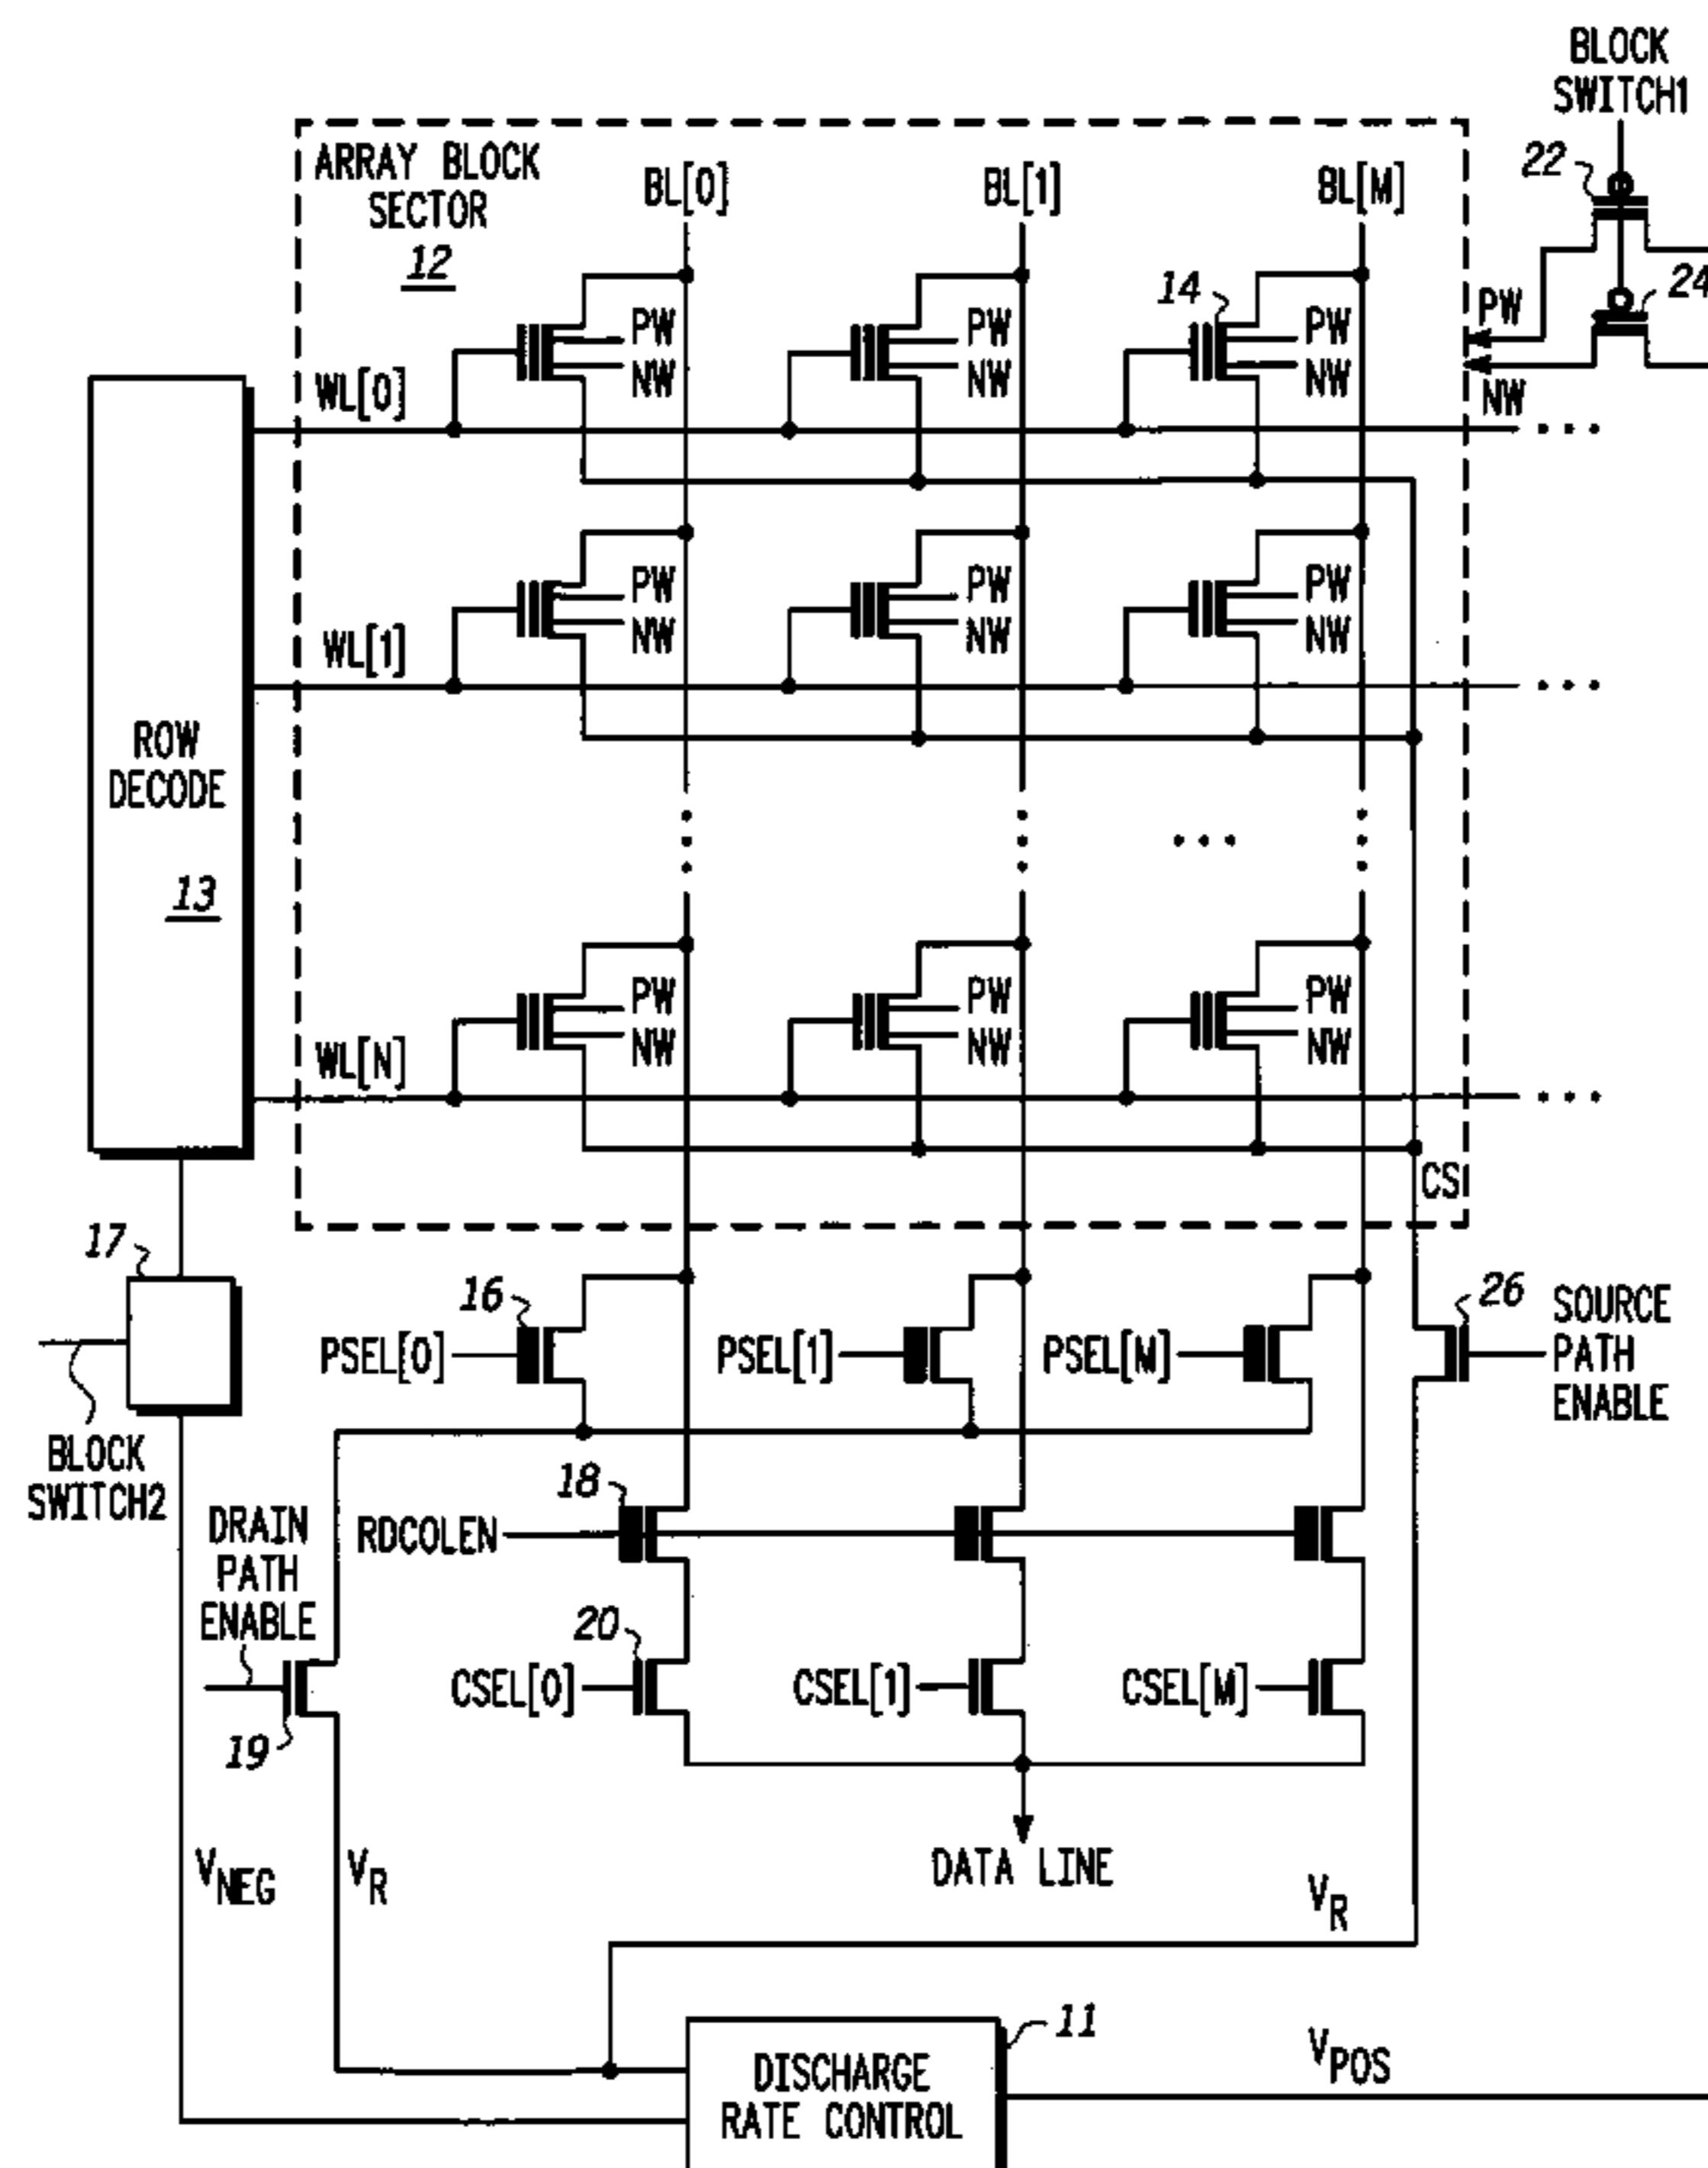 BLOCK
SWITCH1
22
24
PW
NW
ARRAY BLOCK
SECTOR
12
BL[0]
BL[1]
BL[M]
14
PW
NW
PW
NW
PW
NW
WL[0]
PW
NW
PW
NW
PW
NW
WL[1]
ROW
DECODE
13
PW
NW
PW
NW
PW
NW
WL[N]
CS
17
16
26
PSEL[0]
PSEL[1]
PSEL[M]
SOURCE
PATH
ENABLE
BLOCK
SWITCH2
18
RDCOLEN
DRAIN
PATH
ENABLE
19
20
CSEL[0]
CSEL[1]
CSEL[M]
DATA LINE
VNEG
VR
VR
11
DISCHARGE
RATE CONTROL
VPOS